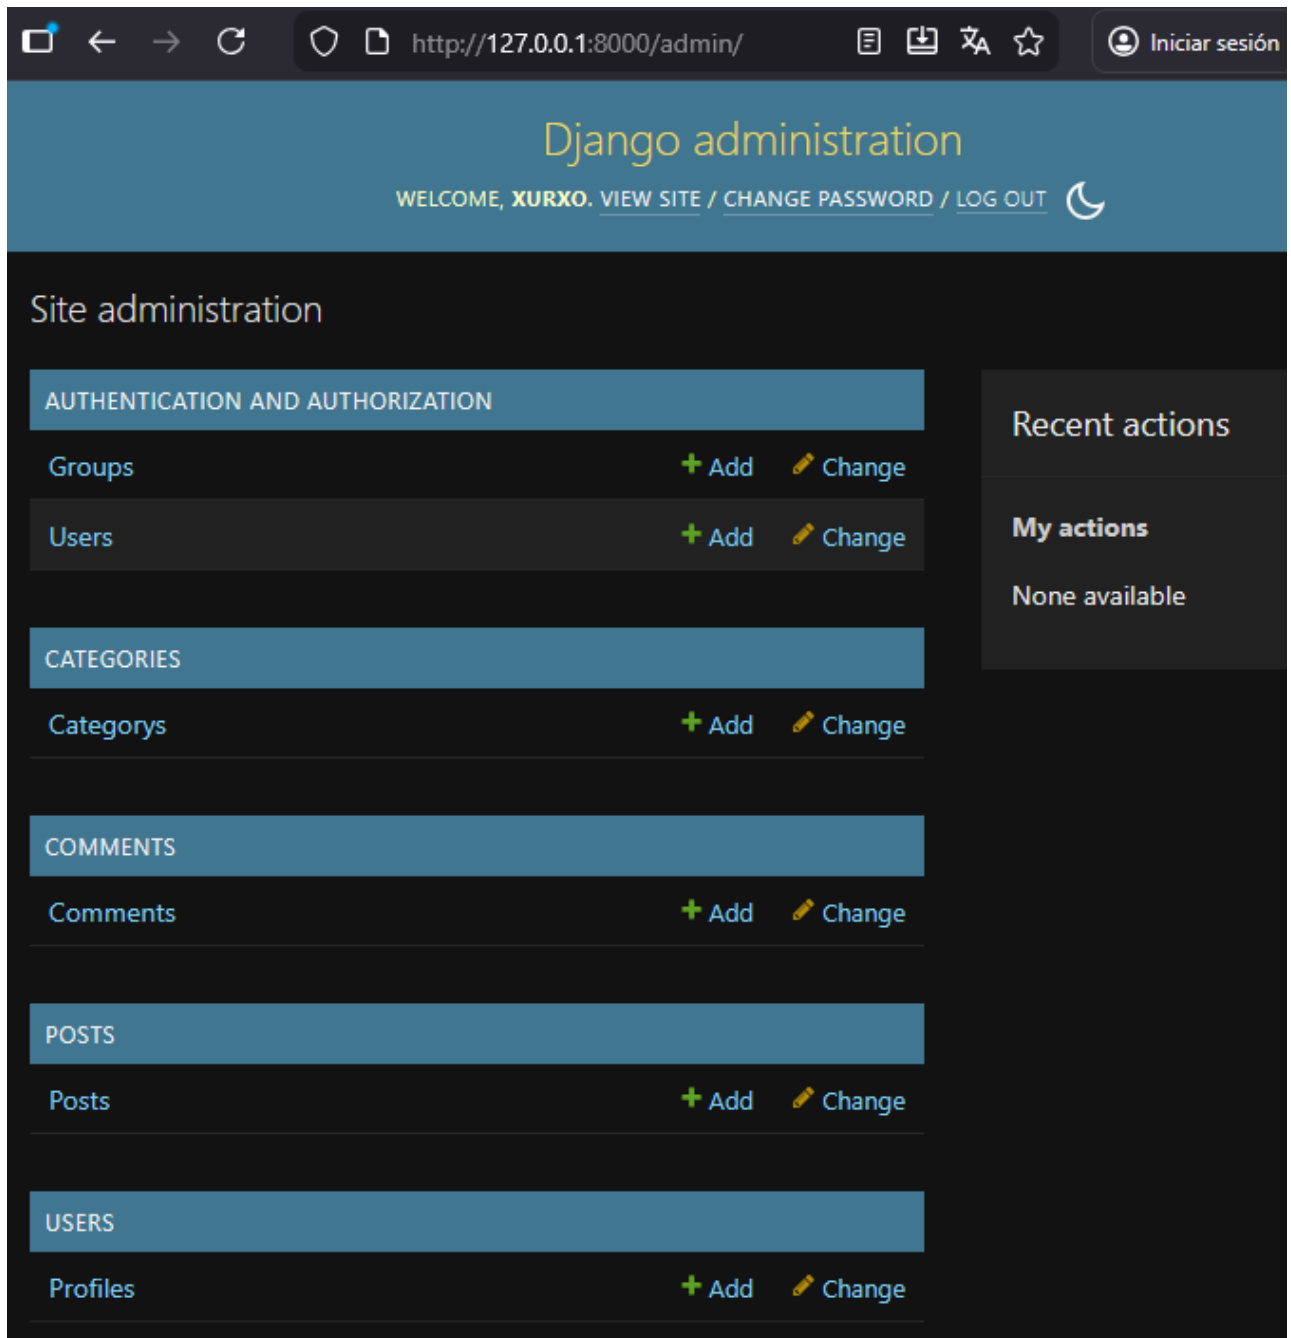 http://127.0.0.1:8000/admin/
Iniciar sesión
Django administration
WELCOME, XURXO. VIEW SITE / CHANGE PASSWORD / LOG OUT
Site administration
AUTHENTICATION AND AUTHORIZATION
Groups Add Change
Users Add Change
CATEGORIES
Categorys Add Change
COMMENTS
Comments Add Change
POSTS
Posts Add Change
USERS
Profiles Add Change
Recent actions
My actions
None available